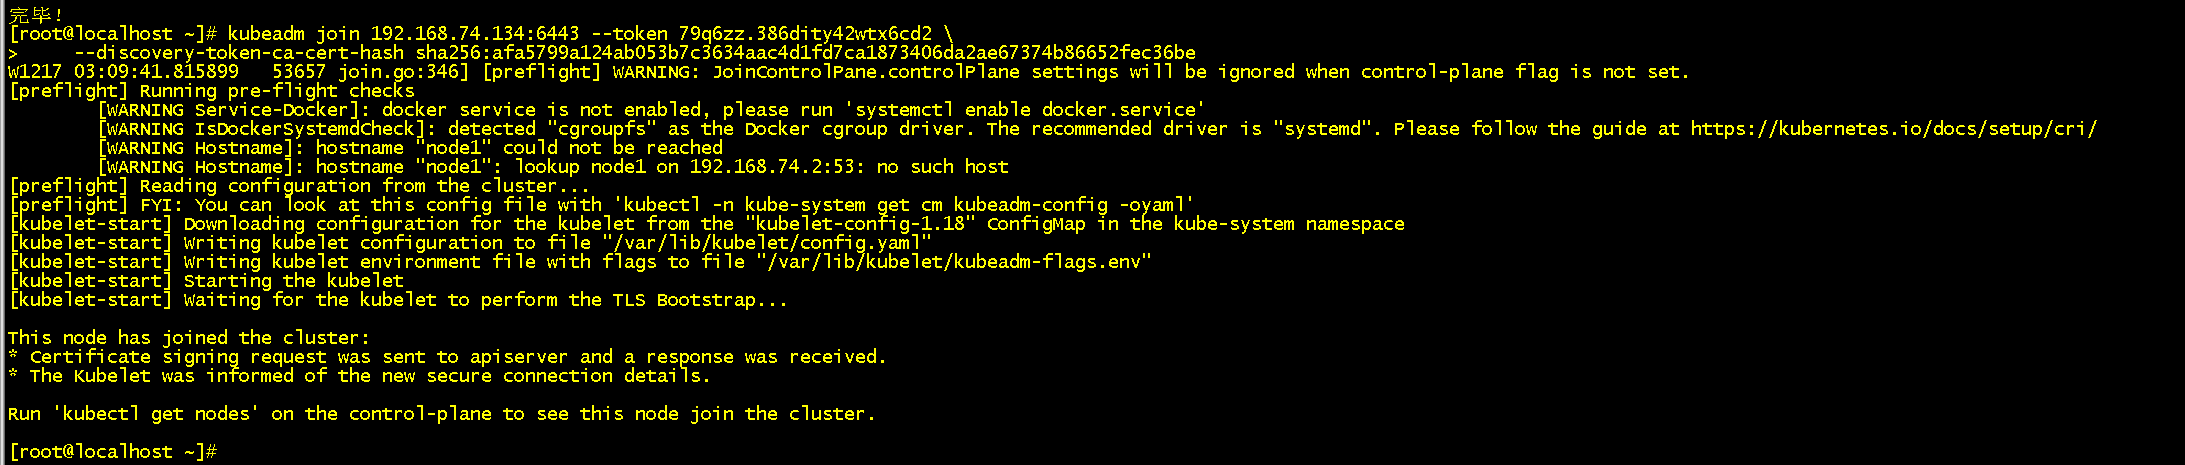 完毕!
[root@localhost ~]# kubeadm join 192.168.74.134:6443 --token 79q6zz.386dity42wtx6cd2 \
>     --discovery-token-ca-cert-hash sha256:afa5799a124ab053b7c3634aac4d1fd7ca1873406da2ae67374b86652fec36be
W1217 03:09:41.815899   53657 join.go:346] [preflight] WARNING: JoinControlPane.controlPlane settings will be ignored when control-plane flag is not set.
[preflight] Running pre-flight checks
        [WARNING Service-Docker]: docker service is not enabled, please run 'systemctl enable docker.service'
        [WARNING IsDockerSystemdCheck]: detected "cgroupfs" as the Docker cgroup driver. The recommended driver is "systemd". Please follow the guide at https://kubernetes.io/docs/setup/cri/
        [WARNING Hostname]: hostname "node1" could not be reached
        [WARNING Hostname]: hostname "node1": lookup node1 on 192.168.74.2:53: no such host
[preflight] Reading configuration from the cluster...
[preflight] FYI: You can look at this config file with 'kubectl -n kube-system get cm kubeadm-config -oyaml'
[kubelet-start] Downloading configuration for the kubelet from the "kubelet-config-1.18" ConfigMap in the kube-system namespace
[kubelet-start] Writing kubelet configuration to file "/var/lib/kubelet/config.yaml"
[kubelet-start] Writing kubelet environment file with flags to file "/var/lib/kubelet/kubeadm-flags.env"
[kubelet-start] Starting the kubelet
[kubelet-start] Waiting for the kubelet to perform the TLS Bootstrap...
This node has joined the cluster:
* Certificate signing request was sent to apiserver and a response was received.
* The Kubelet was informed of the new secure connection details.
Run 'kubectl get nodes' on the control-plane to see this node join the cluster.
[root@localhost ~]#